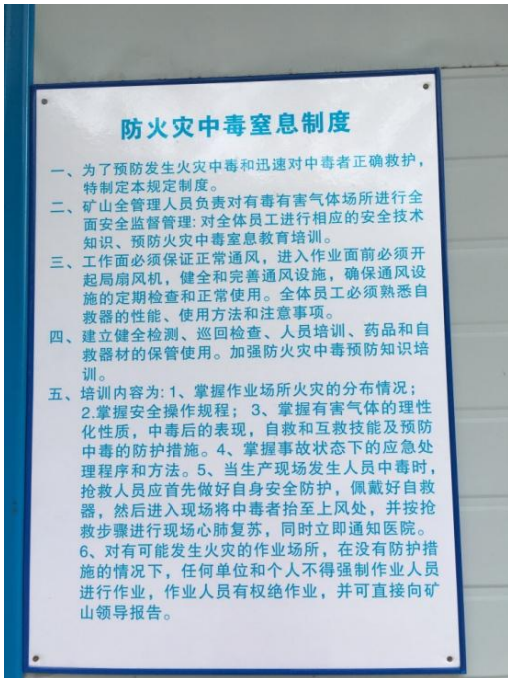 防火灾中毒窒息制度
一、为了预防发生火灾中毒和迅速对中毒者正确救护，
特制定本规定制度。
二、矿山全管理人员负责对有毒有害气体场所进行全
面安全监督管理:对全体员工进行相应的安全技术
知识、预防火灾中毒窒息教育培训。
三、工作面必须保证正常通风，进入作业面前必须开
起局扇风机，健全和完善通风设施，确保通风设
施的定期检查和正常使用。全体员工必须熟悉自
救器的性能、使用方法和注意事项。
四、建立健全检测、巡回检查、人员培训、药品和自
救器材的保管使用。加强防火灾中毒预防知识培
训。
五、培训内容为:1、掌握作业场所火灾的分布情况；
2.掌握安全操作规程；3、掌握有害气体的理性
化性质，中毒后的表现，自救和互救技能及预防
中毒的防护措施。4、掌握事故状态下的应急处
理程序和方法。5、当生产现场发生人员中毒时，
抢救人员应首先做好自身安全防护，佩戴好自救
器，然后进入现场将中毒者抬至上风处，并按抢
救步骤进行现场心肺复苏，同时立即通知医院。
6、对有可能发生火灾的作业场所，在没有防护措
施的情况下，任何单位和个人不得强制作业人员
进行作业，作业人员有权绝作业，并可直接向矿
山领导报告。